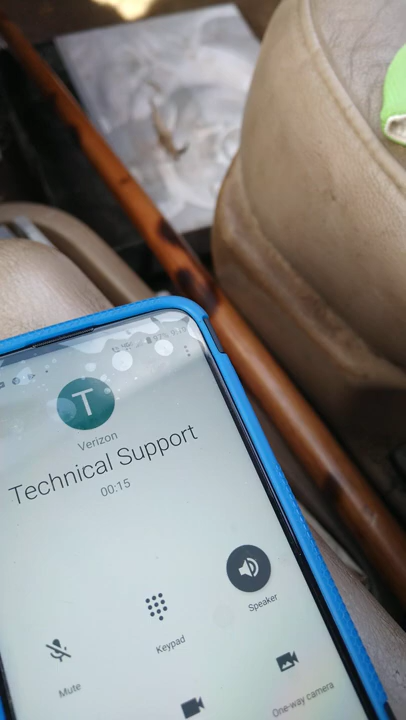 T
Verizon
Technical Support
00:15
Speaker
Keypad
Mute
One-way camera